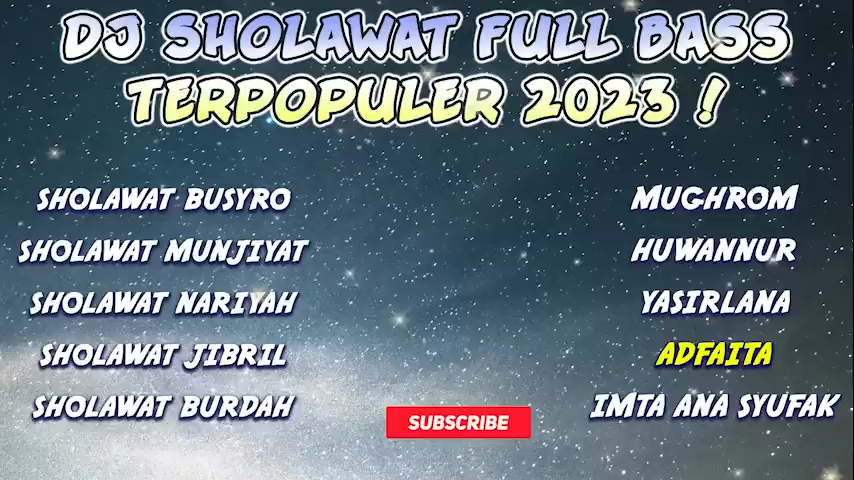 DJ SHOLAWAT FULL BASS
TERPOPULER 2023 !
SHOLAWAT BUSYRO
SHOLAWAT MUNJIYAT
SHOLAWAT NARIYAH
SHOLAWAT JIBRIL
SHOLAWAT BURDAH
MUGHROM
HUWANNUR
YASIRLANA
ADFAITA
IMTA ANA SYUFAK
SUBSCRIBE